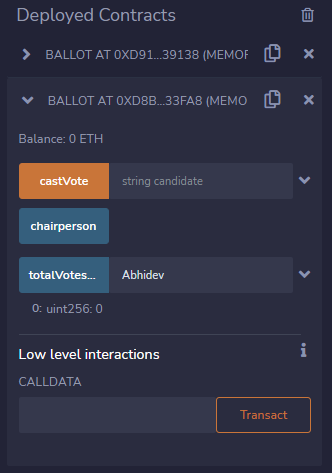 Deployed Contracts
BALLOT AT 0XD91...39138 (MEMOR
BALLOT AT 0XD8B...33FA8 (MEMO
Balance: 0 ETH
castVote string candidate
chairperson
totalVotes... Abhidev
0: uint256: 0
Low level interactions
CALLDATA
Transact